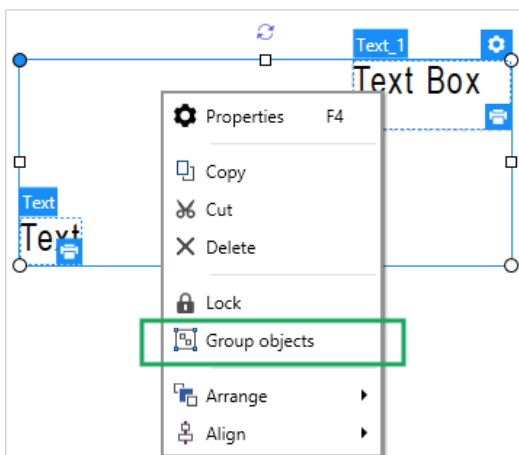 Text_1
Text Box
Properties F4
Copy
Cut
Text
Text
Delete
Lock
Group objects
Arrange
Align